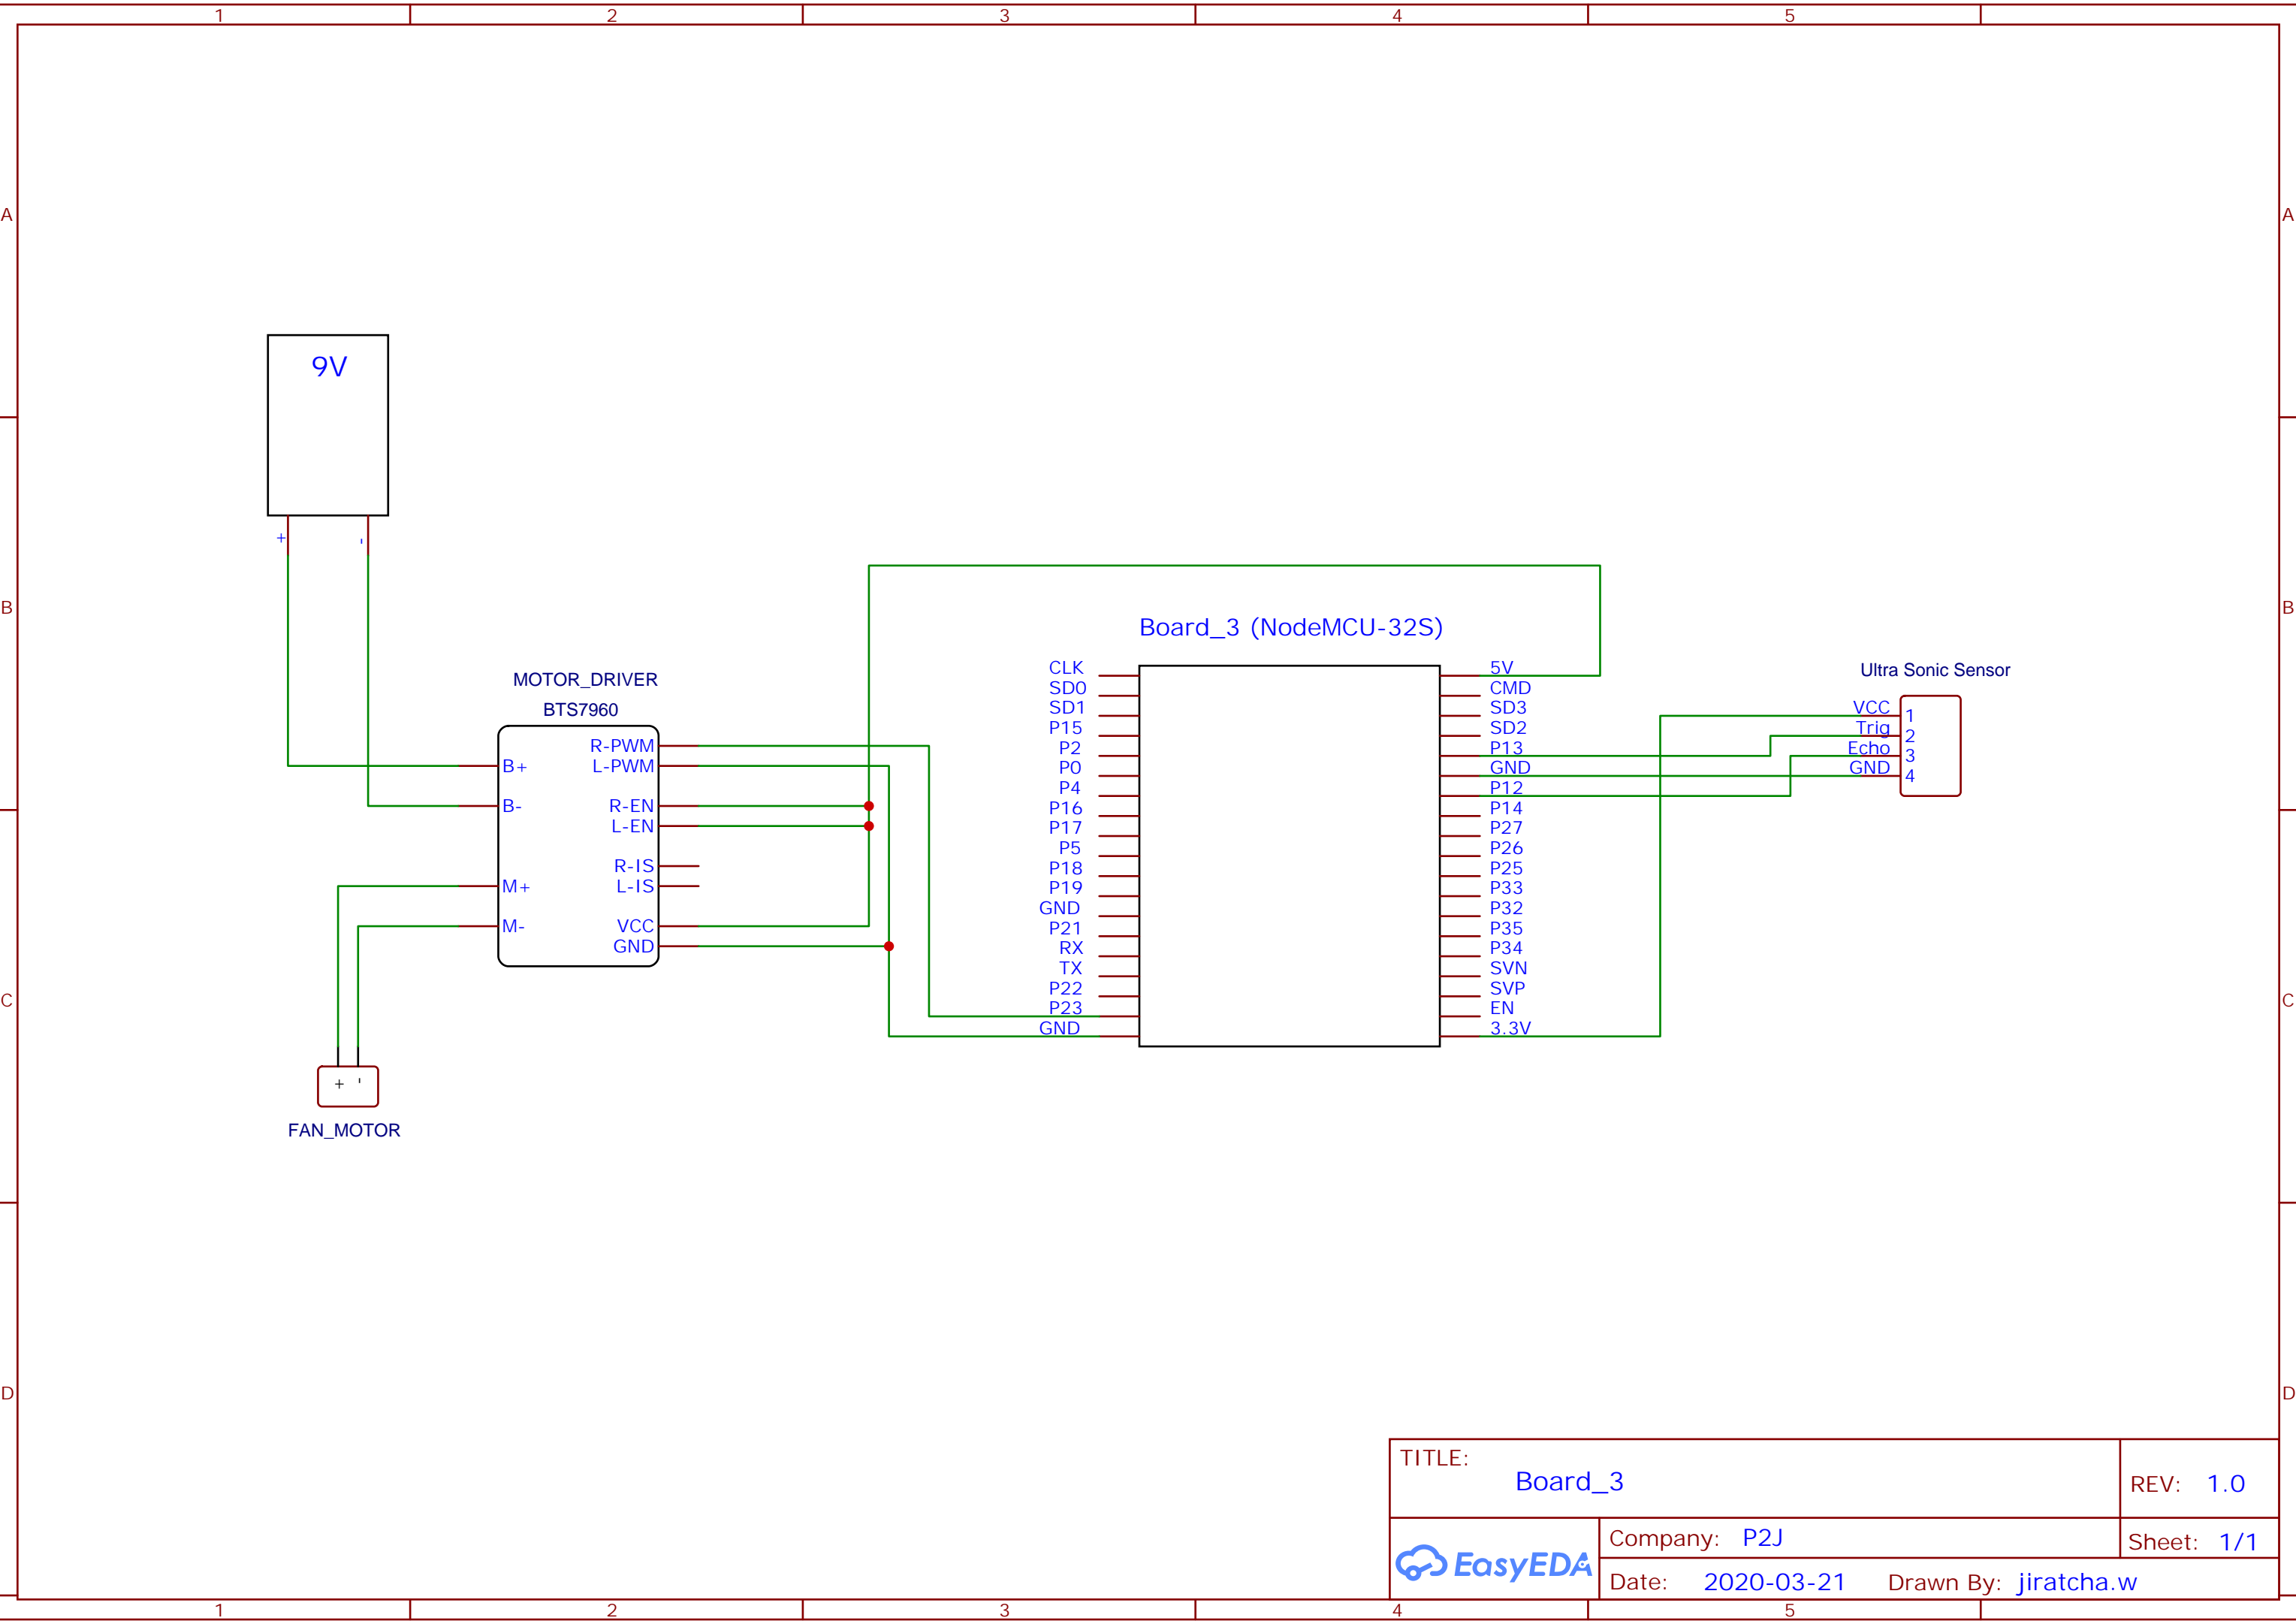 1 2 3 4 5
A A
9V
+ -
B B
Board_3 (NodeMCU-32S)
MOTOR_DRIVER
BTS7960
R-PWM
B+ L-PWM
B- R-EN
L-EN
R-IS
M+ L-IS
M- VCC
GND
CLK 5V
SD0 CMD
SD1 SD3
P15 SD2
P2 P13
P0 GND
P4 P12
P16 P14
P17 P27
P5 P26
P18 P25
P19 P33
GND P32
P21 P35
RX P34
TX SVN
P22 SVP
P23 EN
GND 3.3V
Ultra Sonic Sensor
VCC 1
Trig 2
Echo 3
GND 4
C C
+ -
FAN_MOTOR
D D
TITLE:
Board_3
REV: 1.0
EasyEDA
Company: P2J
Sheet: 1/1
Date: 2020-03-21 Drawn By: jiratcha.w
1 2 3 4 5